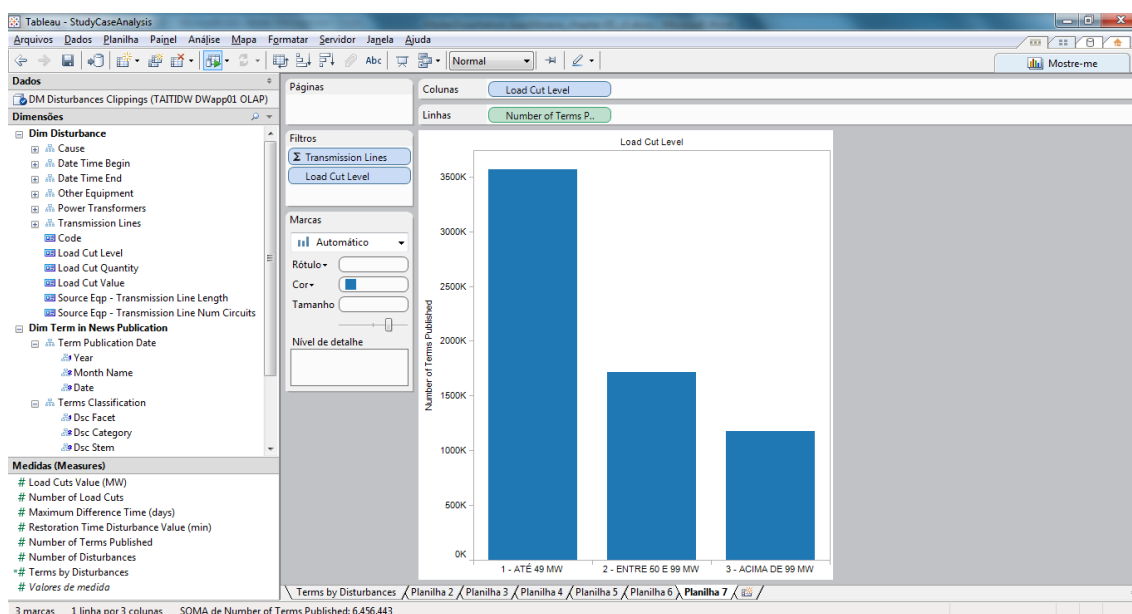 Tableau - StudyCaseAnalysis
Arquivos Dados Planilha Painel Análise Mapa Formatar Servidor Janela Ajuda
Abc Normal Mostre-me
Dados
DM Disturbances Clippings (TAITIDW DWapp01 OLAP)
Dimensões
Dim Disturbance
Cause
Date Time Begin
Date Time End
Other Equipment
Power Transformers
Transmission Lines
Code
Load Cut Level
Load Cut Quantity
Load Cut Value
Source Eqp - Transmission Line Length
Source Eqp - Transmission Line Num Circuits
Dim Term in News Publication
Term Publication Date
Year
Month Name
Date
Terms Classification
Dsc Facet
Dsc Category
Dsc Stem
Medidas (Measures)
# Load Cuts Value (MW)
# Number of Load Cuts
# Maximum Difference Time (days)
# Restoration Time Disturbance Value (min)
# Number of Terms Published
# Number of Disturbances
=# Terms by Disturbances
# Valores de medida
Páginas
Filtros
Σ Transmission Lines
Load Cut Level
Marcas
Automático
Rótulo
Cor
Tamanho
Nível de detalhe
Colunas Load Cut Level
Linhas Number of Terms P..
Load Cut Level
Number of Terms Published
3500K
3000K
2500K
2000K
1500K
1000K
500K
0K
1 - ATÉ 49 MW 2 - ENTRE 50 E 99 MW 3 - ACIMA DE 99 MW
Terms by Disturbances Planilha 2 Planilha 3 Planilha 4 Planilha 5 Planilha 6 Planilha 7
3 marcas 1 linha por 3 colunas SOMA de Number of Terms Published: 6.456.443